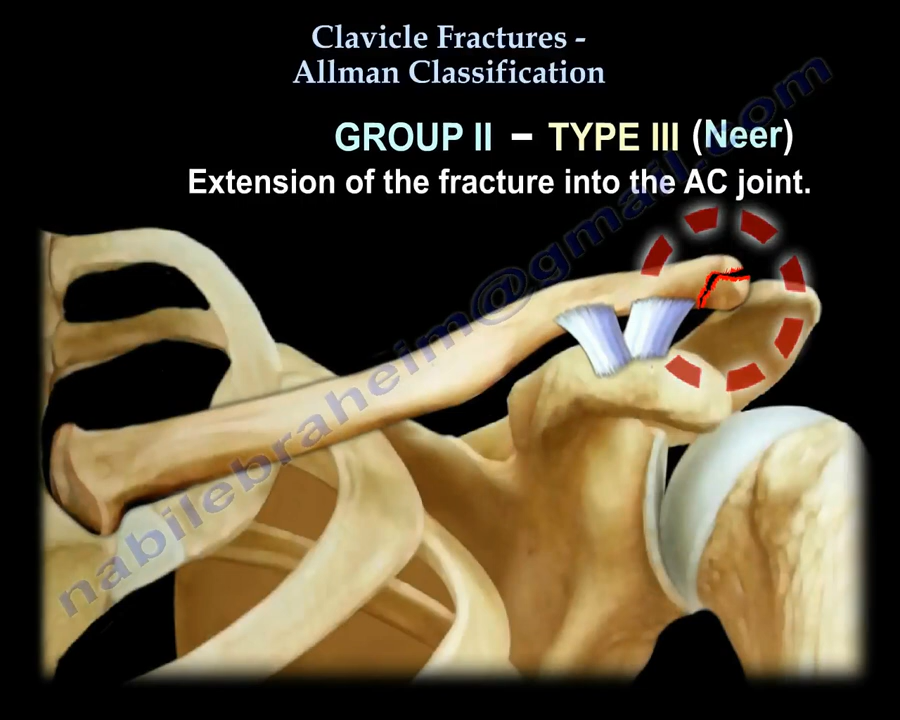 Clavicle Fractures -
Allman Classification
GROUP II – TYPE III (Neer)
Extension of the fracture into the AC joint.
nabilebraheim@gmail.com